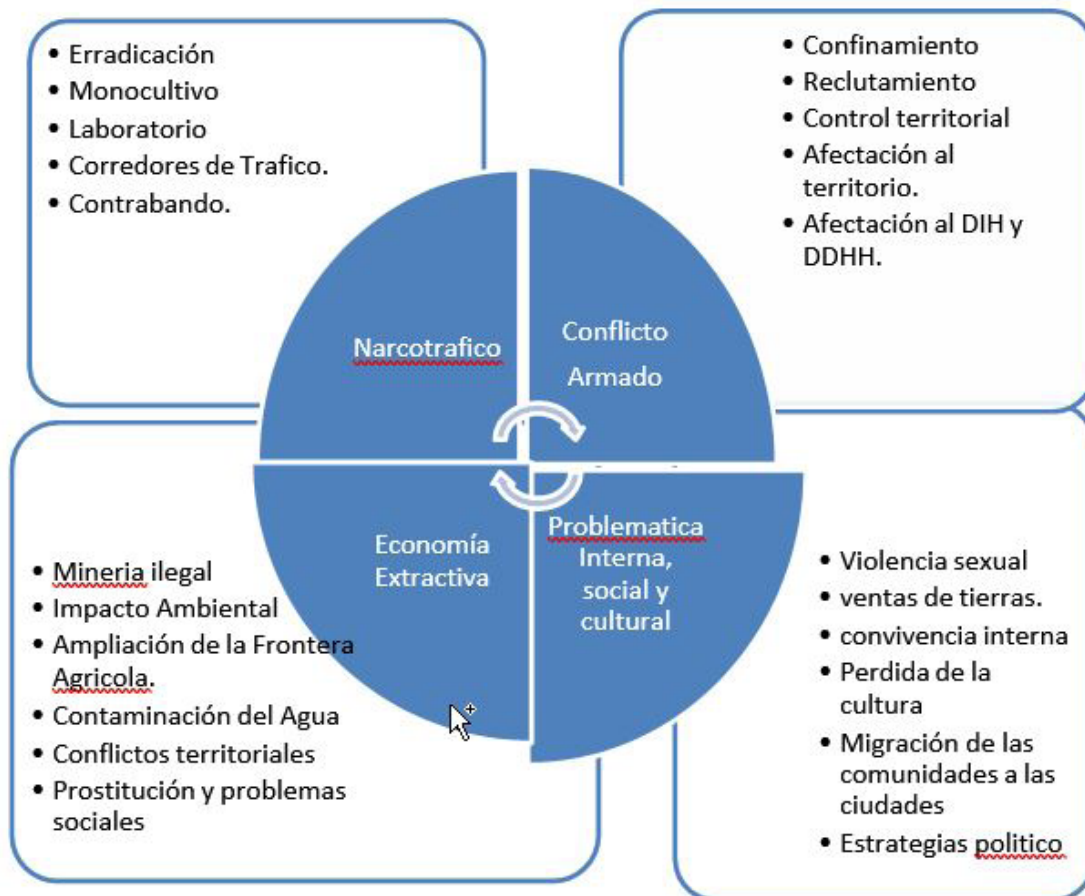 • Erradicación
• Monocultivo
• Laboratorio
• Corredores de Trafico.
• Contrabando.
• Confinamiento
• Reclutamiento
• Control territorial
• Afectación al
territorio.
• Afectación al DIH y
DDHH.
Narcotrafico
Conflicto
Armado
Economía
Extractiva
Problematica
Interna,
social y
cultural
• Mineria ilegal
• Impacto Ambiental
• Ampliación de la Frontera
Agricola.
• Contaminación del Agua
• Conflictos territoriales
• Prostitución y problemas
sociales
• Violencia sexual
• ventas de tierras.
• convivencia interna
• Perdida de la
cultura
• Migración de las
comunidades a las
ciudades
• Estrategias politico